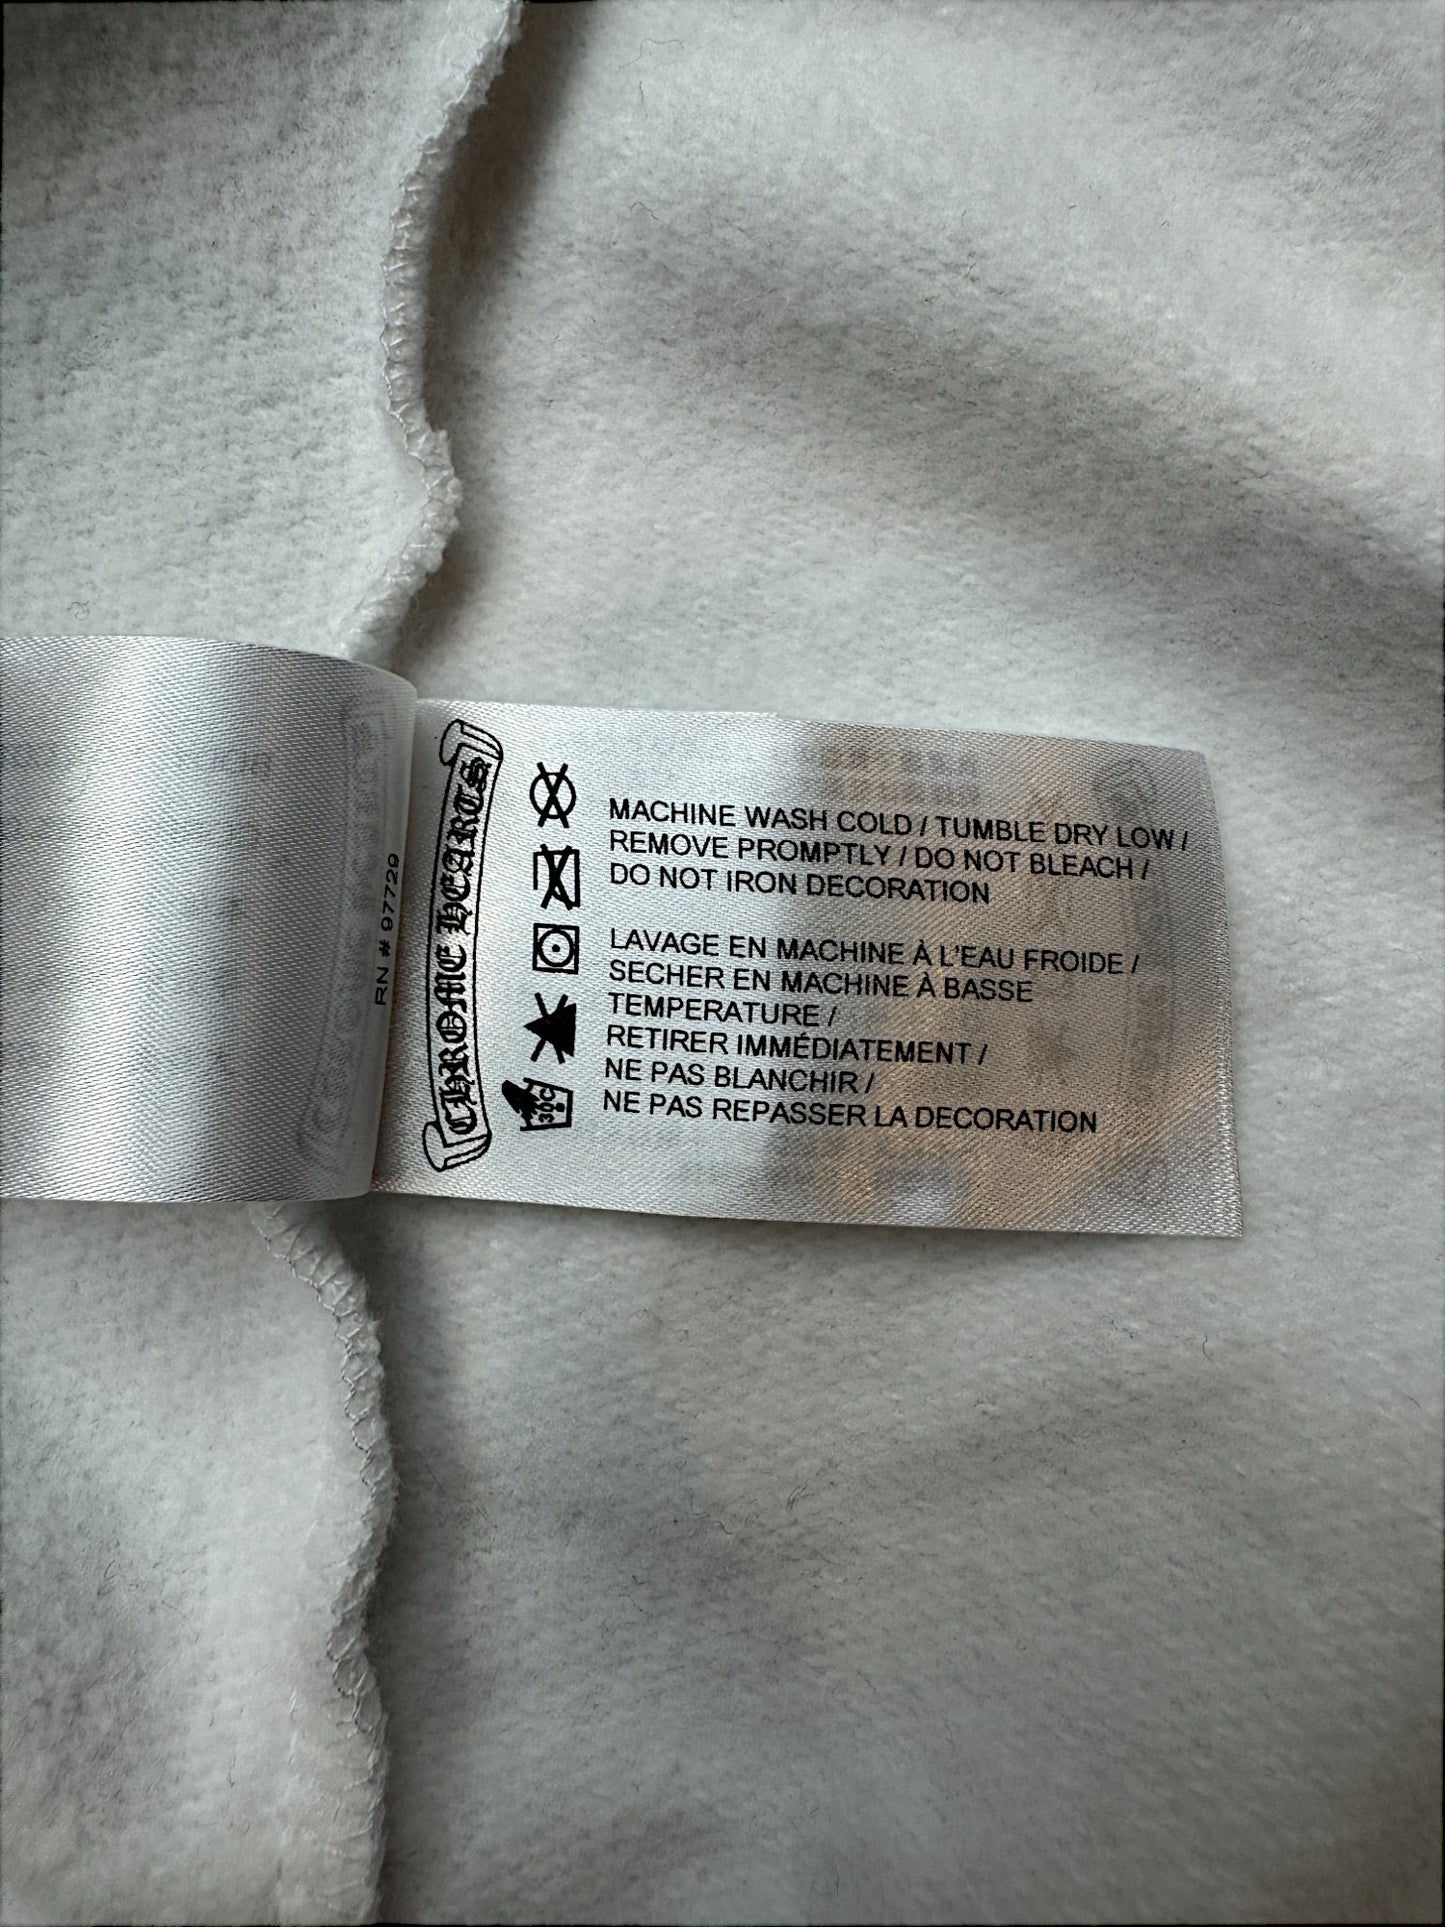 RN # 97729
CHROME HEARTS
MACHINE WASH COLD / TUMBLE DRY LOW /
REMOVE PROMPTLY / DO NOT BLEACH /
DO NOT IRON DECORATION
LAVAGE EN MACHINE À L'EAU FROIDE /
SECHER EN MACHINE À BASSE
TEMPERATURE /
RETIRER IMMÉDIATEMENT /
NE PAS BLANCHIR /
NE PAS REPASSER LA DECORATION
30C